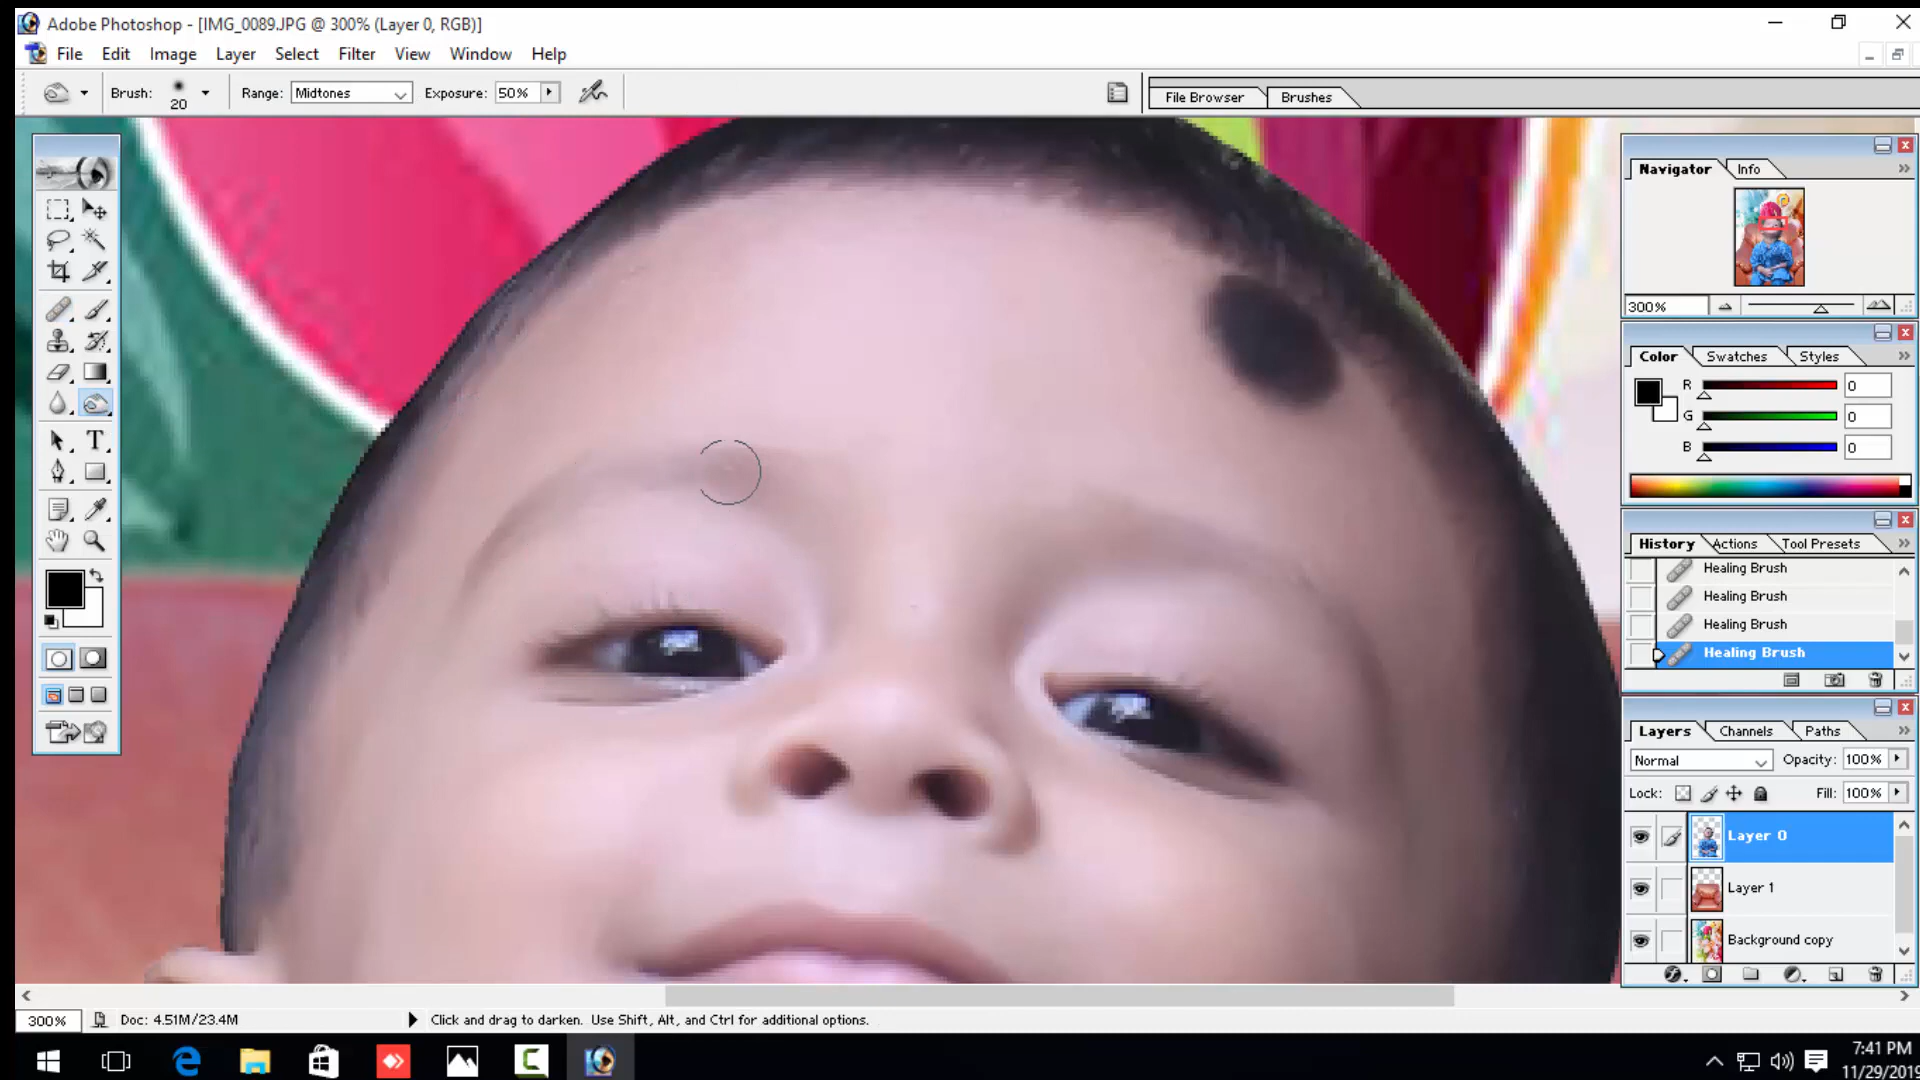 Adobe Photoshop - [IMG_0089.JPG @ 300% (Layer 0, RGB)]
File Edit Image Layer Select Filter View Window Help
Brush: 20 Range: Midtones Exposure: 50% File Browser Brushes
Navigator Info
300%
Color Swatches Styles
R 0
G 0
B 0
History Actions Tool Presets
Healing Brush
Healing Brush
Healing Brush
Healing Brush
Layers Channels Paths
Normal Opacity: 100%
Lock: Fill: 100%
Layer 0
Layer 1
Background copy
300% Doc: 4.51M/23.4M Click and drag to darken. Use Shift, Alt, and Ctrl for additional options.
7:41 PM
11/29/2019